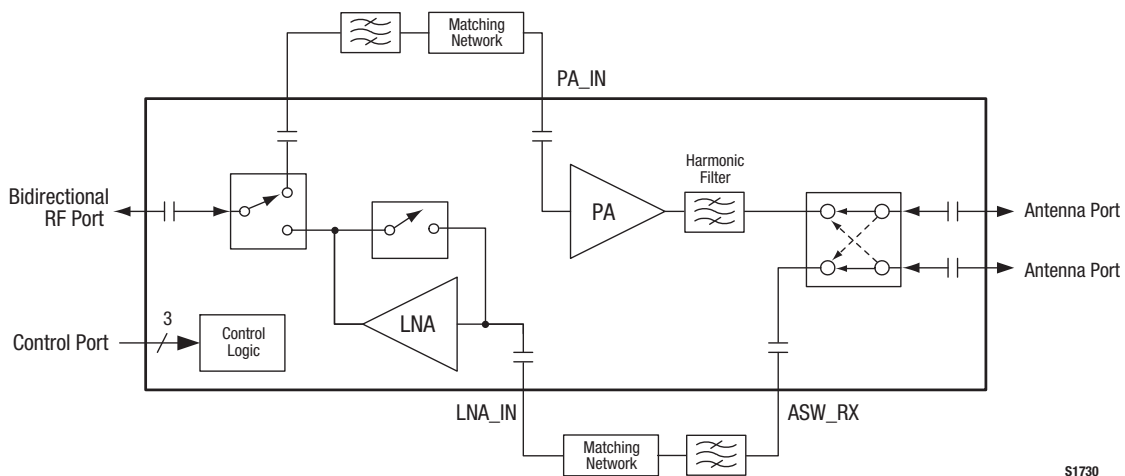 Matching
Network
PA_IN
Harmonic
Filter
Bidirectional
RF Port
PA
Antenna Port
Antenna Port
3
Control Port
Control
Logic
LNA
LNA_IN
ASW_RX
Matching
Network
S1730